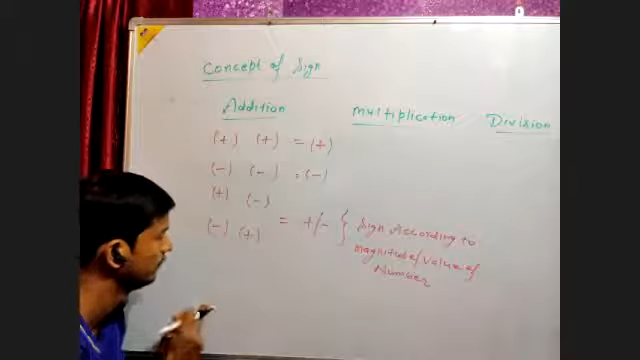 Concept of Sign
Addition Multiplication Division
(+) (+) = (+)
(-) (-) = (-)
(+) (-)
(-) (+) = +/- } Sign According to
magnitude/value of
Number